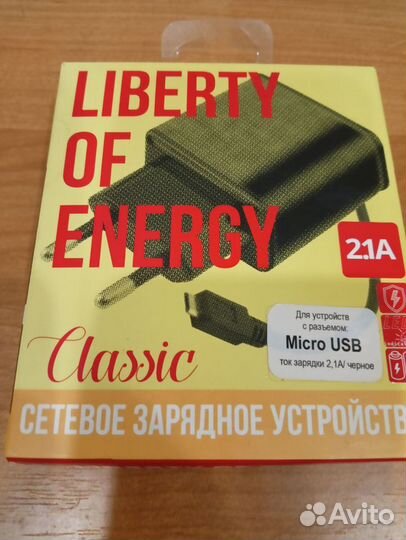 LIBERTY
OF
ENERGY
2.1A
Для устройств
с разъемом:
Micro USB
ток зарядки 2,1А/ черное
LED
Classic
СЕТЕВОЕ ЗАРЯДНОЕ УСТРОЙСТВ
Avito